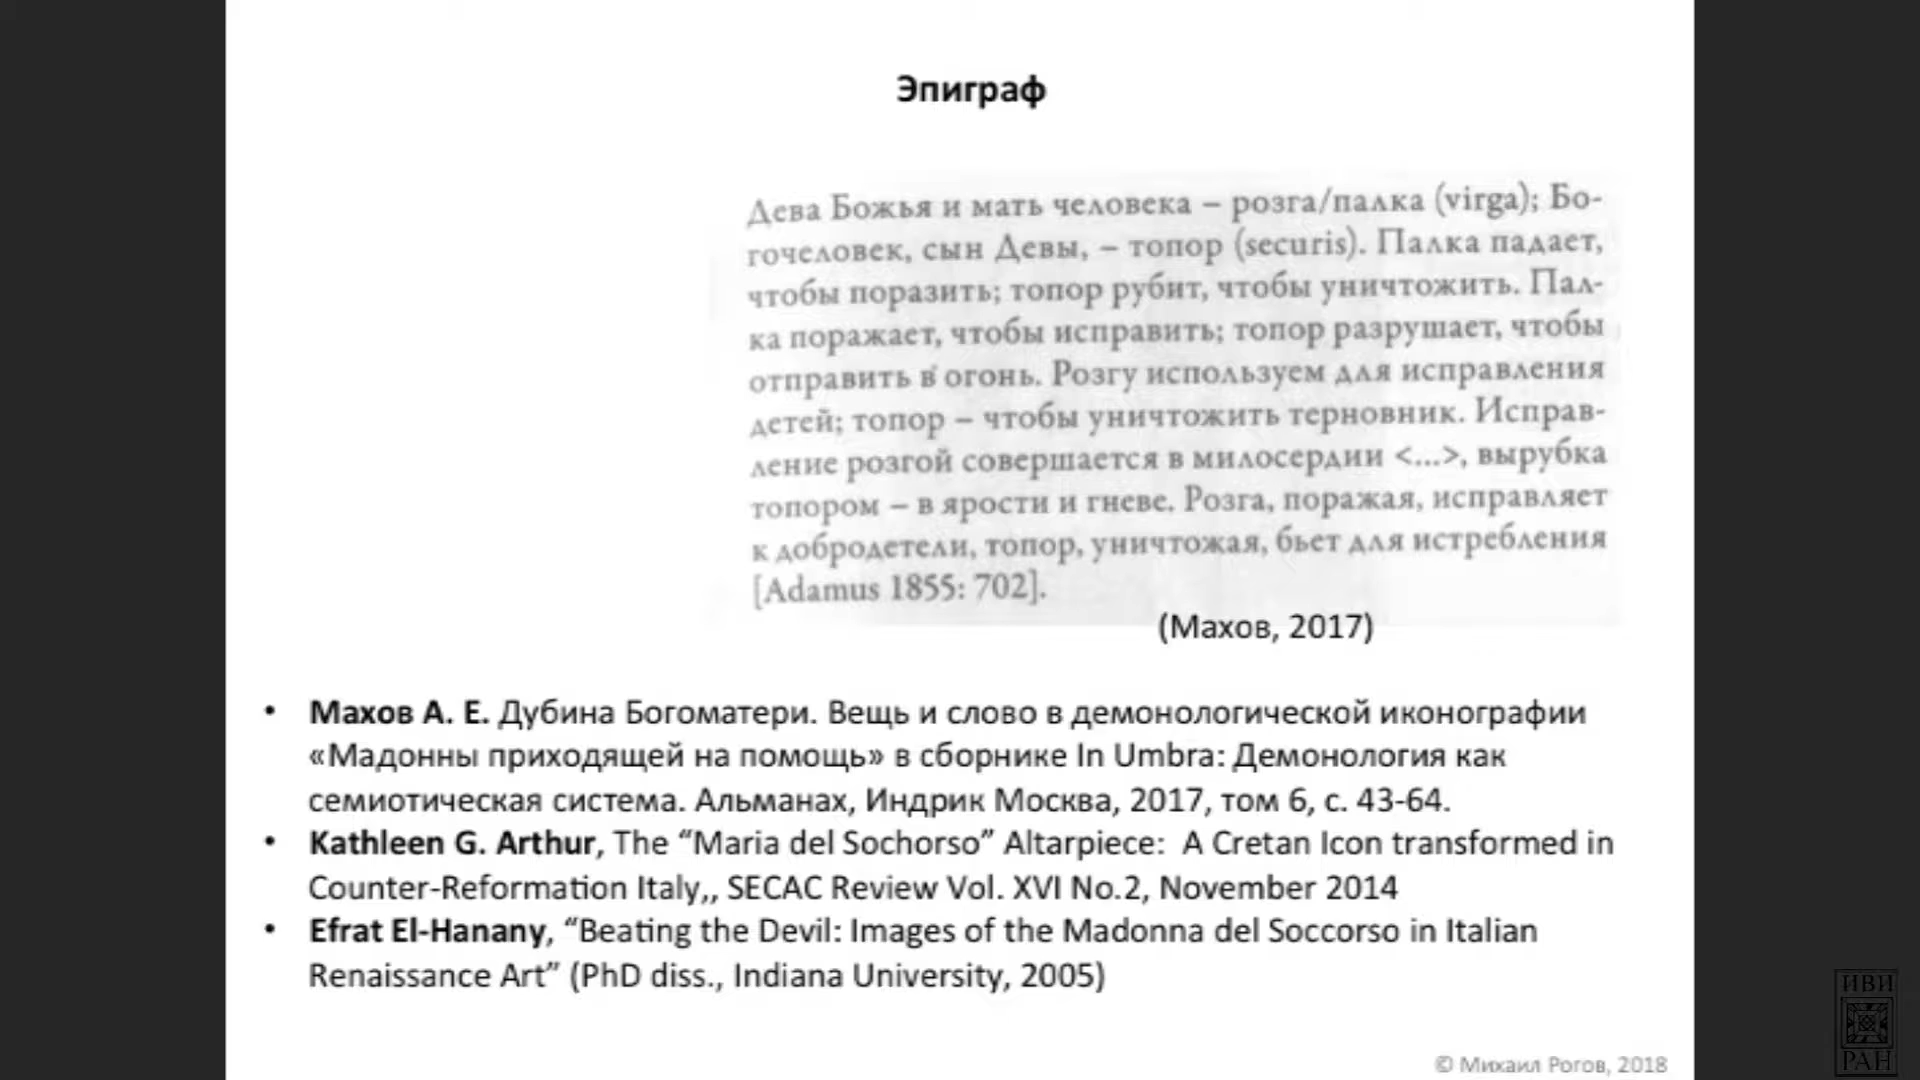 Эпиграф
Дева Божья и мать человека – розга/палка (virga); Бо-
гочеловек, сын Девы, – топор (securis). Палка падает,
чтобы поразить; топор рубит, чтобы уничтожить. Пал-
ка поражает, чтобы исправить; топор разрушает, чтобы
отправить в огонь. Розгу используем для исправления
детей; топор – чтобы уничтожить терновник. Исправ-
ление розгой совершается в милосердии <...>, вырубка
топором – в ярости и гневе. Розга, поражая, исправляет
к добродетели, топор, уничтожая, бьет для истребления
[Adamus 1855: 702].
(Махов, 2017)
• Махов А. Е. Дубина Богоматери. Вещь и слово в демонологической иконографии
«Мадонны приходящей на помощь» в сборнике In Umbra: Демонология как
семиотическая система. Альманах, Индрик Москва, 2017, том 6, с. 43-64.
• Kathleen G. Arthur, The “Maria del Sochorso” Altarpiece: A Cretan Icon transformed in
Counter-Reformation Italy,, SECAC Review Vol. XVI No.2, November 2014
• Efrat El-Hanany, “Beating the Devil: Images of the Madonna del Soccorso in Italian
Renaissance Art” (PhD diss., Indiana University, 2005)
ИВИ
РАН
© Михаил Рогов, 2018